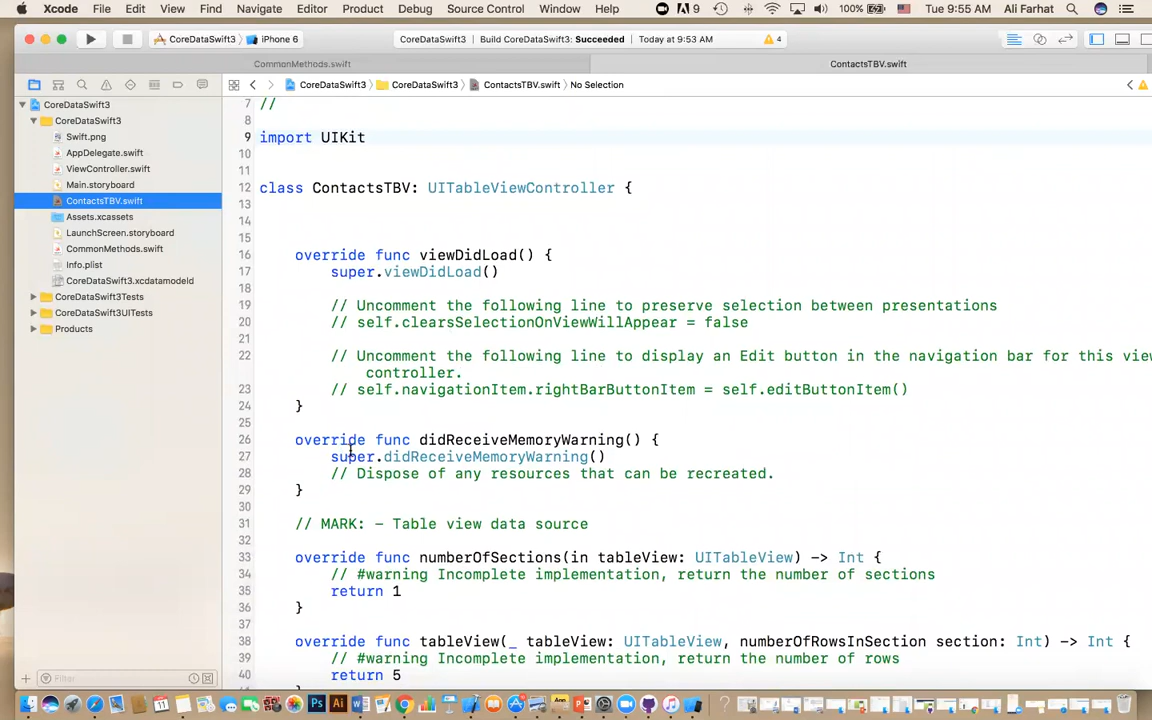 Xcode File Edit View Find Navigate Editor Product Debug Source Control Window Help 9 100% Tue 9:55 AM Ali Farhat
CoreDataSwift3 iPhone 6 CoreDataSwift3 Build CoreDataSwift3: Succeeded Today at 9:53 AM 4
CommonMethods.swift ContactsTBV.swift
CoreDataSwift3 CoreDataSwift3 ContactsTBV.swift No Selection
CoreDataSwift3
CoreDataSwift3
Swift.png
AppDelegate.swift
ViewController.swift
Main.storyboard
ContactsTBV.swift
Assets.xcassets
LaunchScreen.storyboard
CommonMethods.swift
Info.plist
CoreDataSwift3.xcdatamodeld
CoreDataSwift3Tests
CoreDataSwift3UITests
Products
Filter
7 //
8
9 import UIKit
10
11
12 class ContactsTBV: UITableViewController {
13
14
15
16 override func viewDidLoad() {
17 super.viewDidLoad()
18
19 // Uncomment the following line to preserve selection between presentations
20 // self.clearsSelectionOnViewWillAppear = false
21
22 // Uncomment the following line to display an Edit button in the navigation bar for this view
controller.
23 // self.navigationItem.rightBarButtonItem = self.editButtonItem()
24 }
25
26 override func didReceiveMemoryWarning() {
27 super.didReceiveMemoryWarning()
28 // Dispose of any resources that can be recreated.
29 }
30
31 // MARK: - Table view data source
32
33 override func numberOfSections(in tableView: UITableView) -> Int {
34 // #warning Incomplete implementation, return the number of sections
35 return 1
36 }
37
38 override func tableView(_ tableView: UITableView, numberOfRowsInSection section: Int) -> Int {
39 // #warning Incomplete implementation, return the number of rows
40 return 5